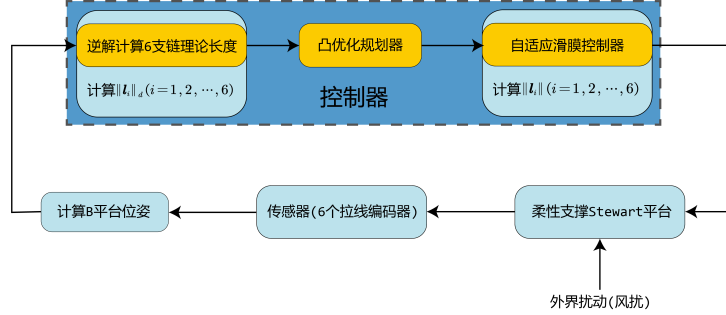 逆解计算6支链理论长度
凸优化规划器
自适应滑膜控制器
计算‖l_i‖_d(i=1, 2, ⋯, 6)
控制器
计算‖l_i‖(i=1, 2, ⋯, 6)
计算B平台位姿
传感器(6个拉线编码器)
柔性支撑Stewart平台
外界扰动(风扰)